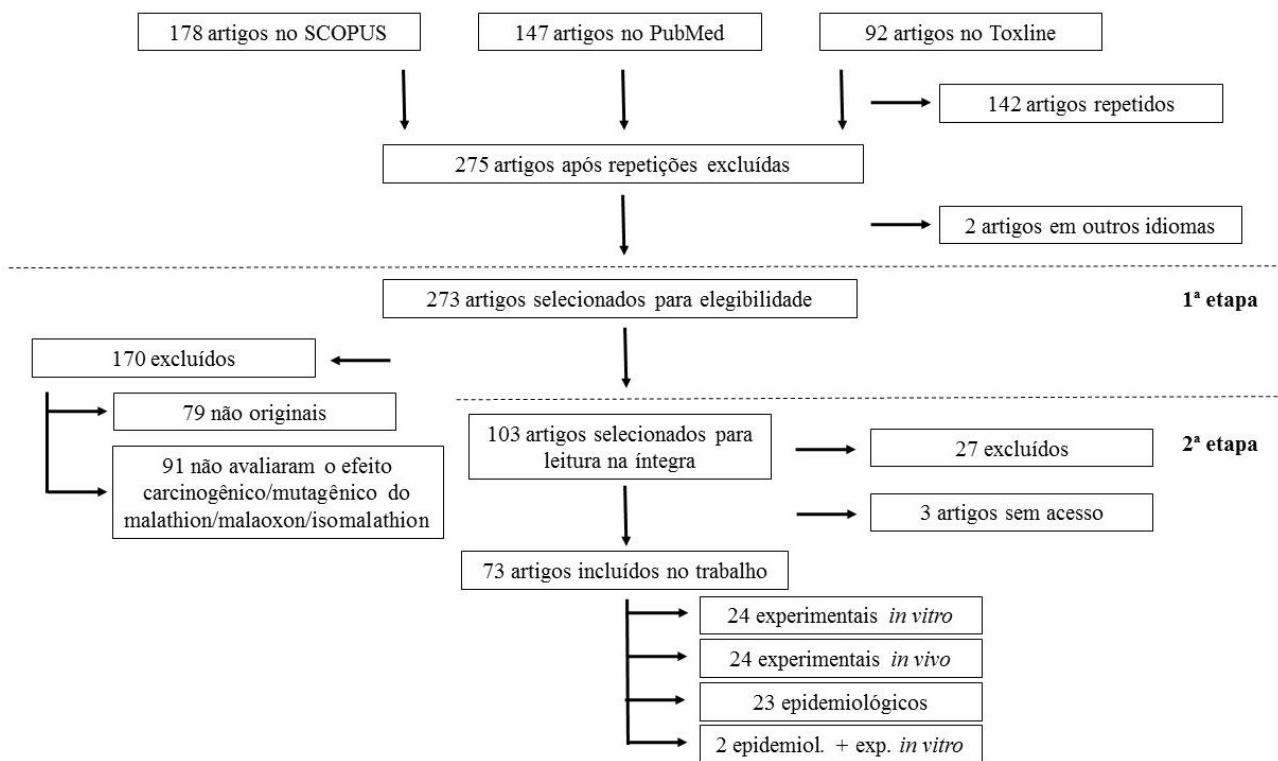 178 artigos no SCOPUS
147 artigos no PubMed
92 artigos no Toxline
142 artigos repetidos
275 artigos após repetições excluídas
2 artigos em outros idiomas
273 artigos selecionados para elegibilidade
1ª etapa
170 excluídos
79 não originais
91 não avaliaram o efeito
carcinogênico/mutagênico do
malathion/malaoxon/isomalathion
103 artigos selecionados para
leitura na íntegra
27 excluídos
2ª etapa
3 artigos sem acesso
73 artigos incluídos no trabalho
24 experimentais in vitro
24 experimentais in vivo
23 epidemiológicos
2 epidemiol. + exp. in vitro